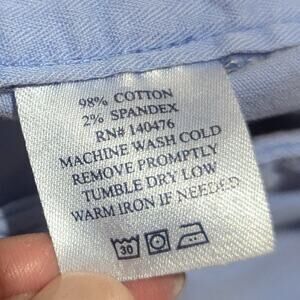 98% COTTON
2% SPANDEX
RN# 140476
MACHINE WASH COLD
REMOVE PROMPTLY
TUMBLE DRY LOW
WARM IRON IF NEEDED
30